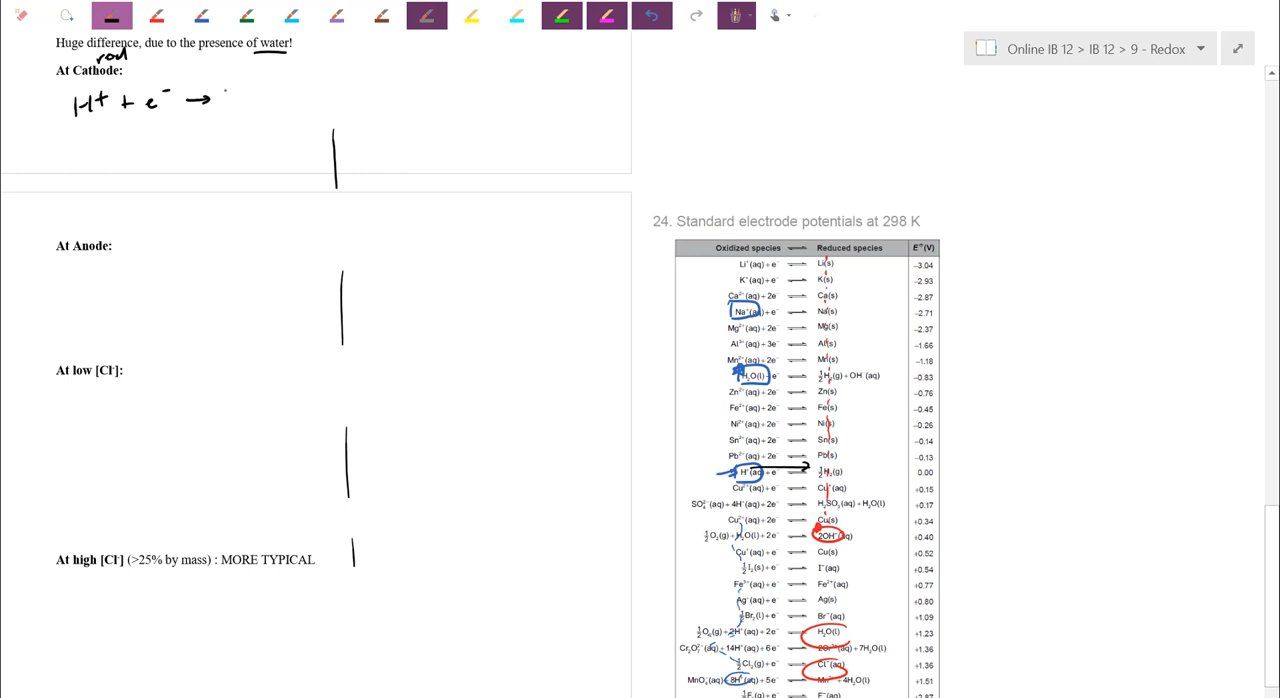 Huge difference, due to the presence of water!
red
At Cathode:
H⁺ + e⁻ →
At Anode:
At low [Cl⁻]:
At high [Cl⁻] (>25% by mass) : MORE TYPICAL
Online IB 12 > IB 12 > 9 - Redox
24. Standard electrode potentials at 298 K
Oxidized species ⇌ Reduced species E⊖(V)
Li⁺(aq) + e⁻ ⇌ Li(s) −3.04
K⁺(aq) + e⁻ ⇌ K(s) −2.93
Ca²⁺(aq) + 2e⁻ ⇌ Ca(s) −2.87
Na⁺(aq) + e⁻ ⇌ Na(s) −2.71
Mg²⁺(aq) + 2e⁻ ⇌ Mg(s) −2.37
Al³⁺(aq) + 3e⁻ ⇌ Al(s) −1.66
Mn²⁺(aq) + 2e⁻ ⇌ Mn(s) −1.18
H₂O(l) + e⁻ ⇌ ½H₂(g) + OH⁻(aq) −0.83
Zn²⁺(aq) + 2e⁻ ⇌ Zn(s) −0.76
Fe²⁺(aq) + 2e⁻ ⇌ Fe(s) −0.45
Ni²⁺(aq) + 2e⁻ ⇌ Ni(s) −0.26
Sn²⁺(aq) + 2e⁻ ⇌ Sn(s) −0.14
Pb²⁺(aq) + 2e⁻ ⇌ Pb(s) −0.13
H⁺(aq) + e⁻ ⇌ ½H₂(g) 0.00
Cu²⁺(aq) + e⁻ ⇌ Cu⁺(aq) +0.15
SO₄²⁻(aq) + 4H⁺(aq) + 2e⁻ ⇌ H₂SO₃(aq) + H₂O(l) +0.17
Cu²⁺(aq) + 2e⁻ ⇌ Cu(s) +0.34
½O₂(g) + H₂O(l) + 2e⁻ ⇌ 2OH⁻(aq) +0.40
Cu⁺(aq) + e⁻ ⇌ Cu(s) +0.52
½I₂(s) + e⁻ ⇌ I⁻(aq) +0.54
Fe³⁺(aq) + e⁻ ⇌ Fe²⁺(aq) +0.77
Ag⁺(aq) + e⁻ ⇌ Ag(s) +0.80
½Br₂(l) + e⁻ ⇌ Br⁻(aq) +1.09
½O₂(g) + 2H⁺(aq) + 2e⁻ ⇌ H₂O(l) +1.23
Cr₂O₇²⁻(aq) + 14H⁺(aq) + 6e⁻ ⇌ 2Cr³⁺(aq) + 7H₂O(l) +1.36
½Cl₂(g) + e⁻ ⇌ Cl⁻(aq) +1.36
MnO₄⁻(aq) + 8H⁺(aq) + 5e⁻ ⇌ Mn²⁺ + 4H₂O(l) +1.51